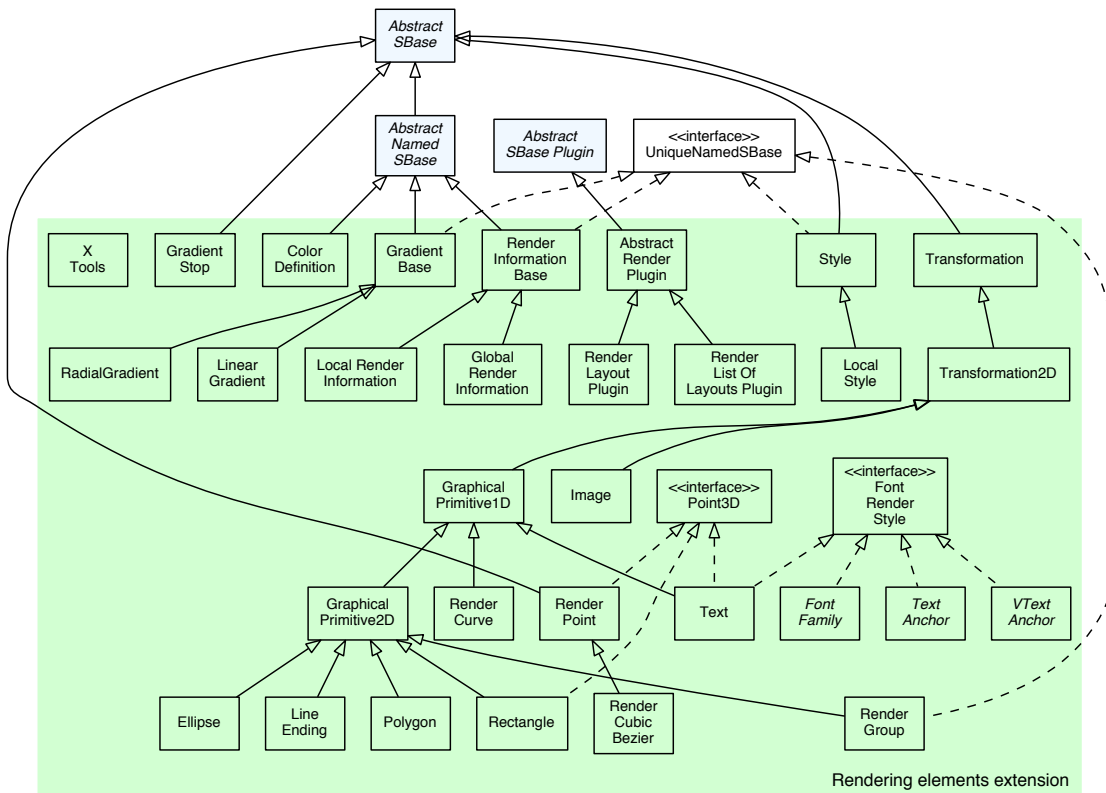 Abstract
SBase
Abstract
Named
SBase
Abstract
SBase Plugin
<<interface>>
UniqueNamedSBase
X
Tools
Gradient
Stop
Color
Definition
Gradient
Base
Render
Information
Base
Abstract
Render
Plugin
Style
Transformation
RadialGradient
Linear
Gradient
Local Render
Information
Global
Render
Information
Render
Layout
Plugin
Render
List Of
Layouts Plugin
Local
Style
Transformation2D
Graphical
Primitive1D
Image
<<interface>>
Point3D
<<interface>>
Font
Render
Style
Graphical
Primitive2D
Render
Curve
Render
Point
Text
Font
Family
Text
Anchor
VText
Anchor
Ellipse
Line
Ending
Polygon
Rectangle
Render
Cubic
Bezier
Render
Group
Rendering elements extension